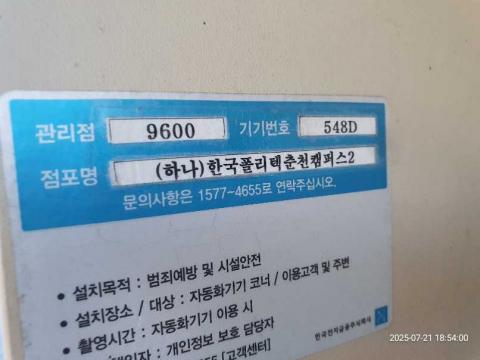 관리점 9600 기기번호 548D
점포명 (하나)한국폴리텍춘천캠퍼스2
문의사항은 1577-4655로 연락주십시오.
• 설치목적 : 범죄예방 및 시설안전
• 설치장소 / 대상 : 자동화기기 코너 / 이용고객 및 주변
• 촬영시간 : 자동화기기 이용 시
책임자 : 개인정보 보호 담당자
55 [고객센터]
한국전자금융주식회사
2025-07-21 18:54:00